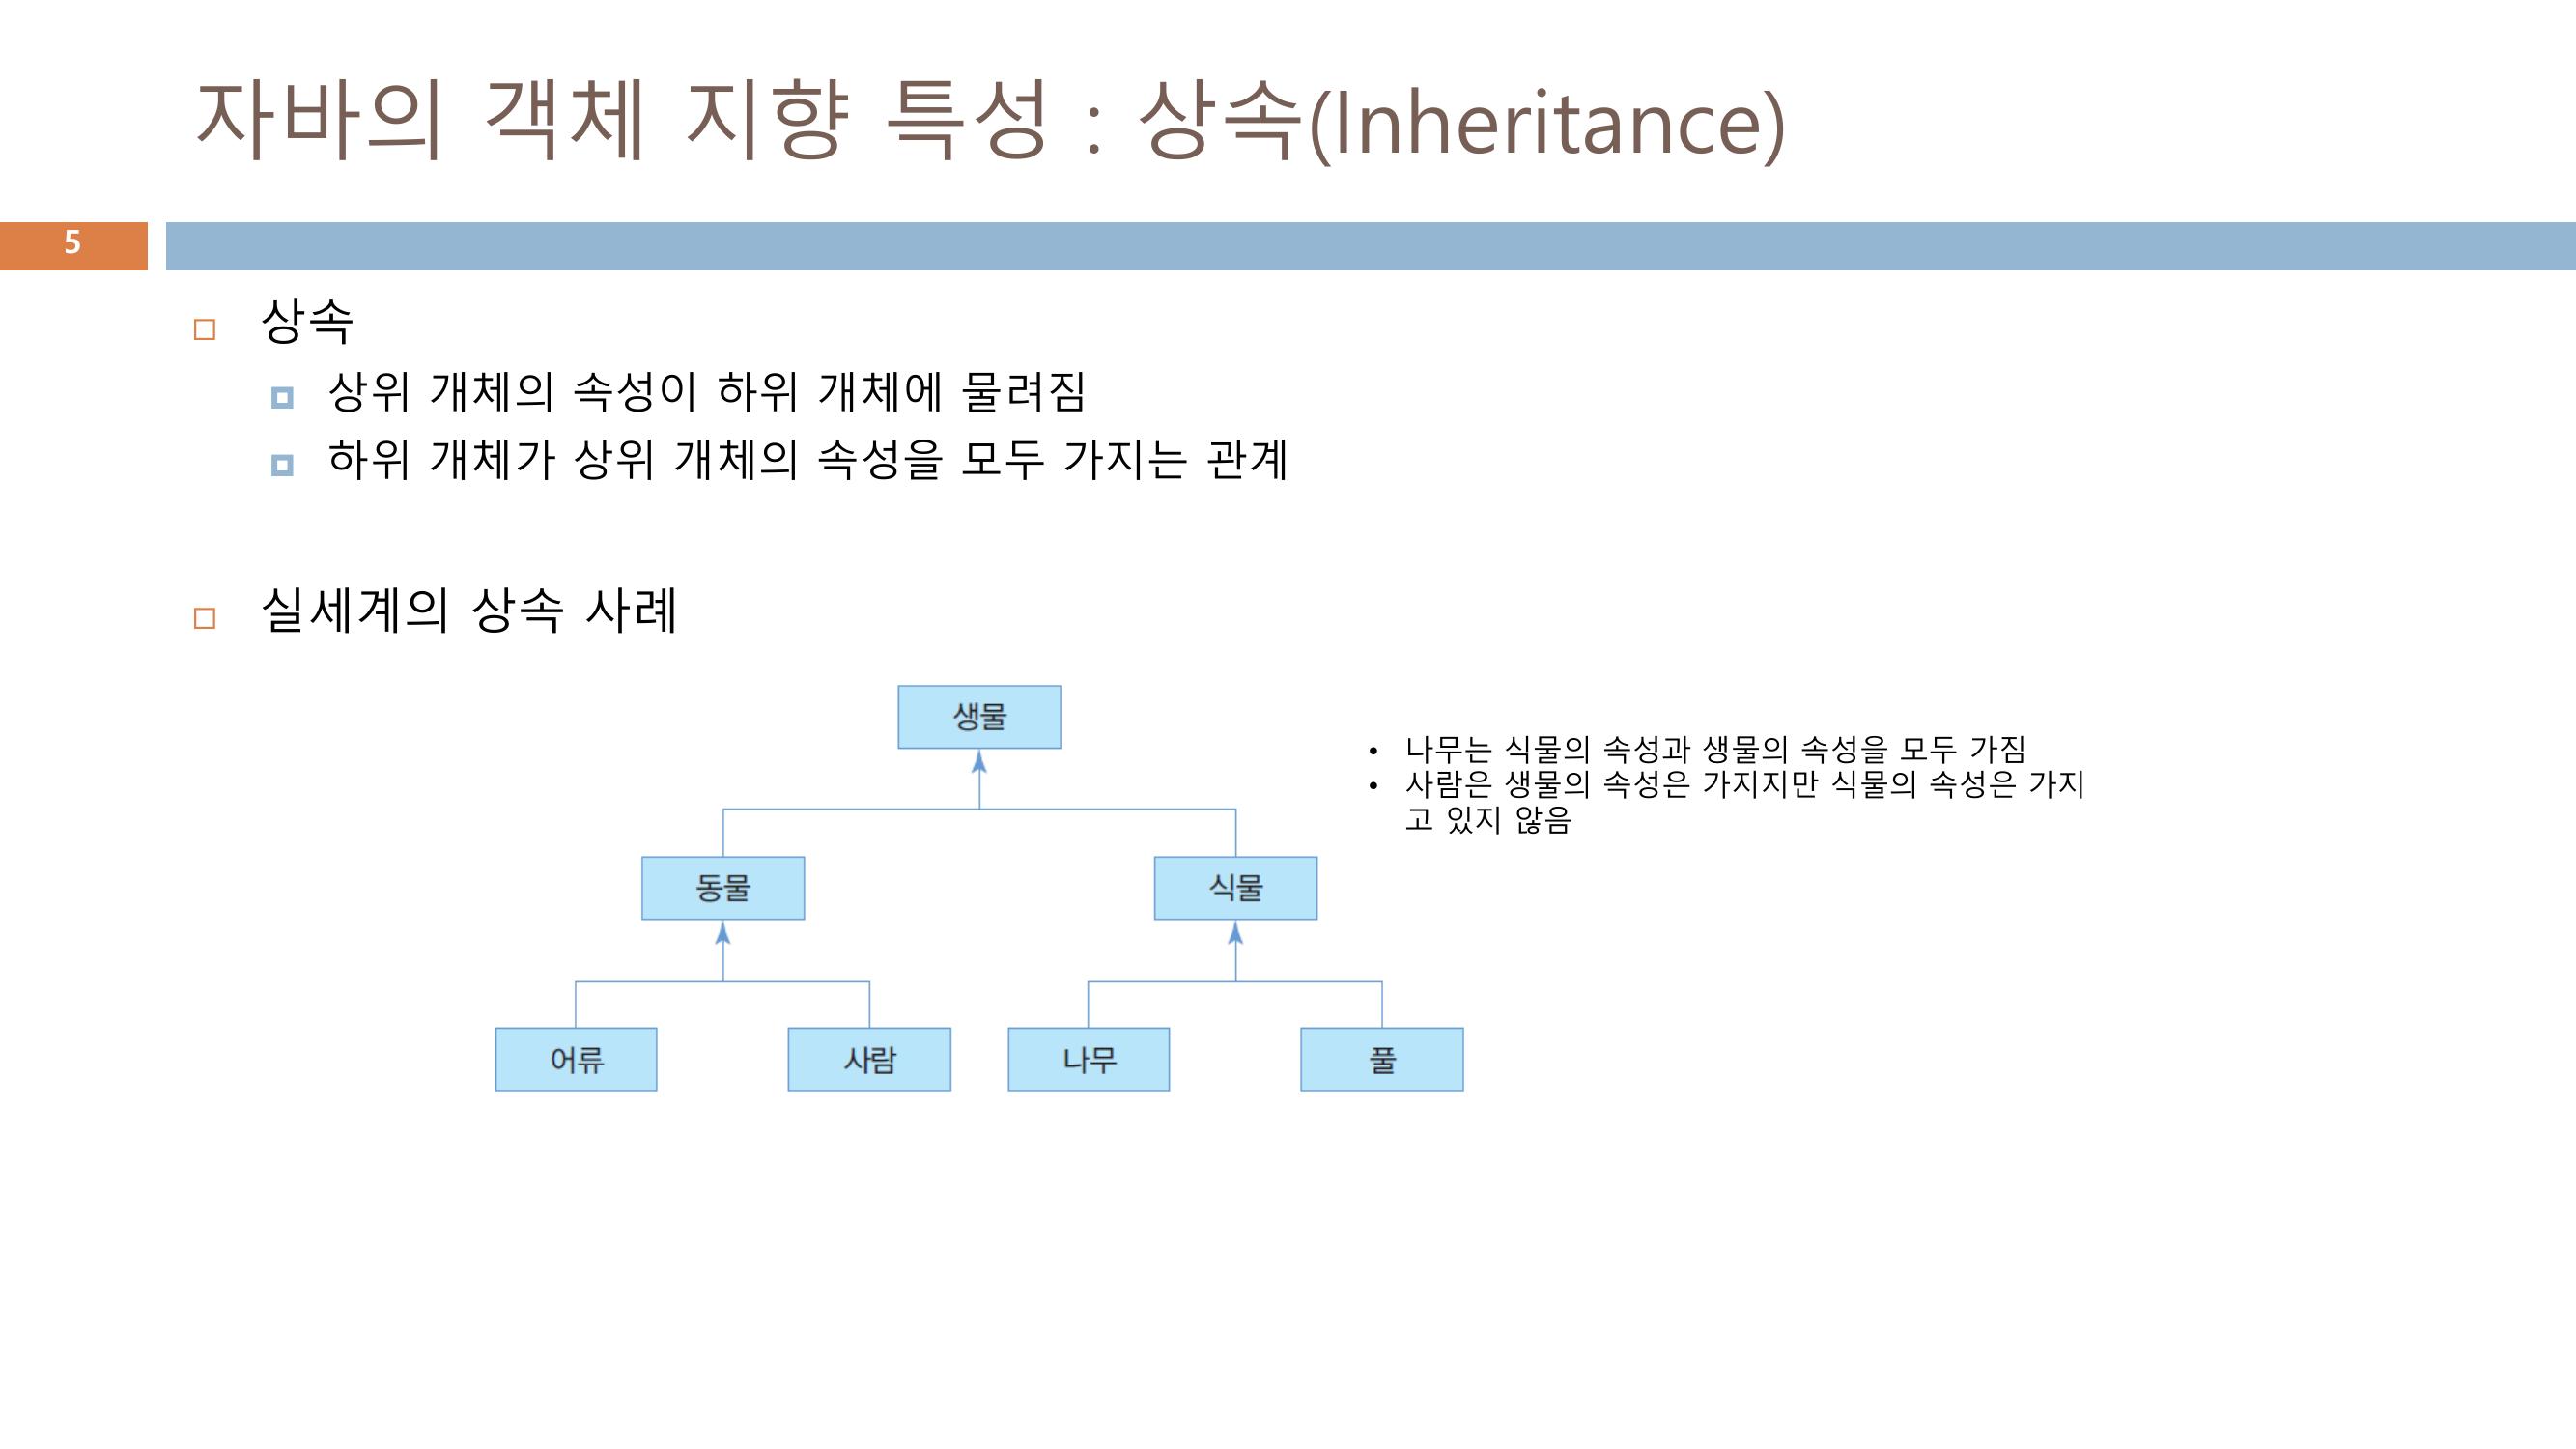 자바의 객체 지향 특성 : 상속(Inheritance)
5
상속
상위 개체의 속성이 하위 개체에 물려짐
하위 개체가 상위 개체의 속성을 모두 가지는 관계
실세계의 상속 사례
생물
• 나무는 식물의 속성과 생물의 속성을 모두 가짐
• 사람은 생물의 속성은 가지지만 식물의 속성은 가지
고 있지 않음
동물
식물
어류
사람
나무
풀